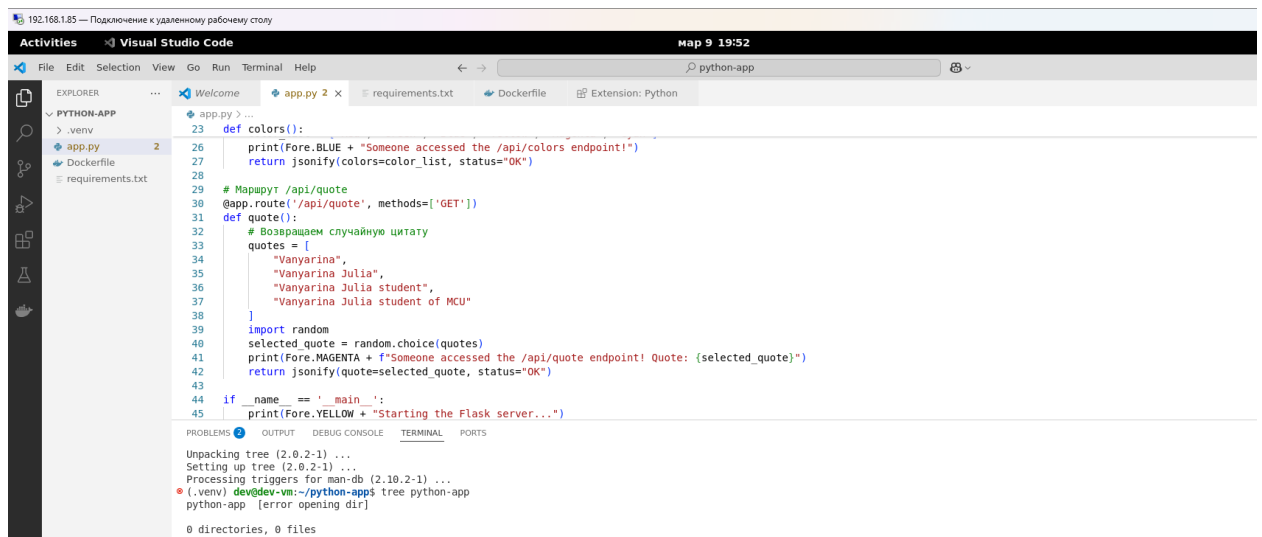 192.168.1.85 — Подключение к удаленному рабочему столу
Activities Visual Studio Code мар 9 19:52
File Edit Selection View Go Run Terminal Help python-app
EXPLORER ... Welcome app.py 2 requirements.txt Dockerfile Extension: Python
PYTHON-APP
.venv
app.py 2
Dockerfile
requirements.txt
app.py > ...
23 def colors():
26 print(Fore.BLUE + "Someone accessed the /api/colors endpoint!")
27 return jsonify(colors=color_list, status="OK")
28
29 # Маршрут /api/quote
30 @app.route('/api/quote', methods=['GET'])
31 def quote():
32 # Возвращаем случайную цитату
33 quotes = [
34 "Vanyarina",
35 "Vanyarina Julia",
36 "Vanyarina Julia student",
37 "Vanyarina Julia student of MCU"
38 ]
39 import random
40 selected_quote = random.choice(quotes)
41 print(Fore.MAGENTA + f"Someone accessed the /api/quote endpoint! Quote: {selected_quote}")
42 return jsonify(quote=selected_quote, status="OK")
43
44 if __name__ == '__main__':
45 print(Fore.YELLOW + "Starting the Flask server...")
PROBLEMS 2 OUTPUT DEBUG CONSOLE TERMINAL PORTS
Unpacking tree (2.0.2-1) ...
Setting up tree (2.0.2-1) ...
Processing triggers for man-db (2.10.2-1) ...
(.venv) dev@dev-vm:~/python-app$ tree python-app
python-app [error opening dir]
0 directories, 0 files